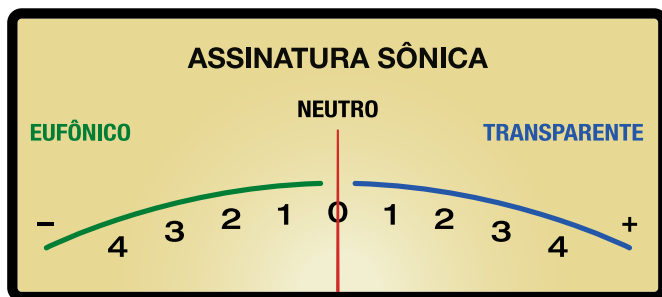 ASSINATURA SÔNICA
NEUTRO
EUFÔNICO TRANSPARENTE
– 4 3 2 1 0 1 2 3 4 +